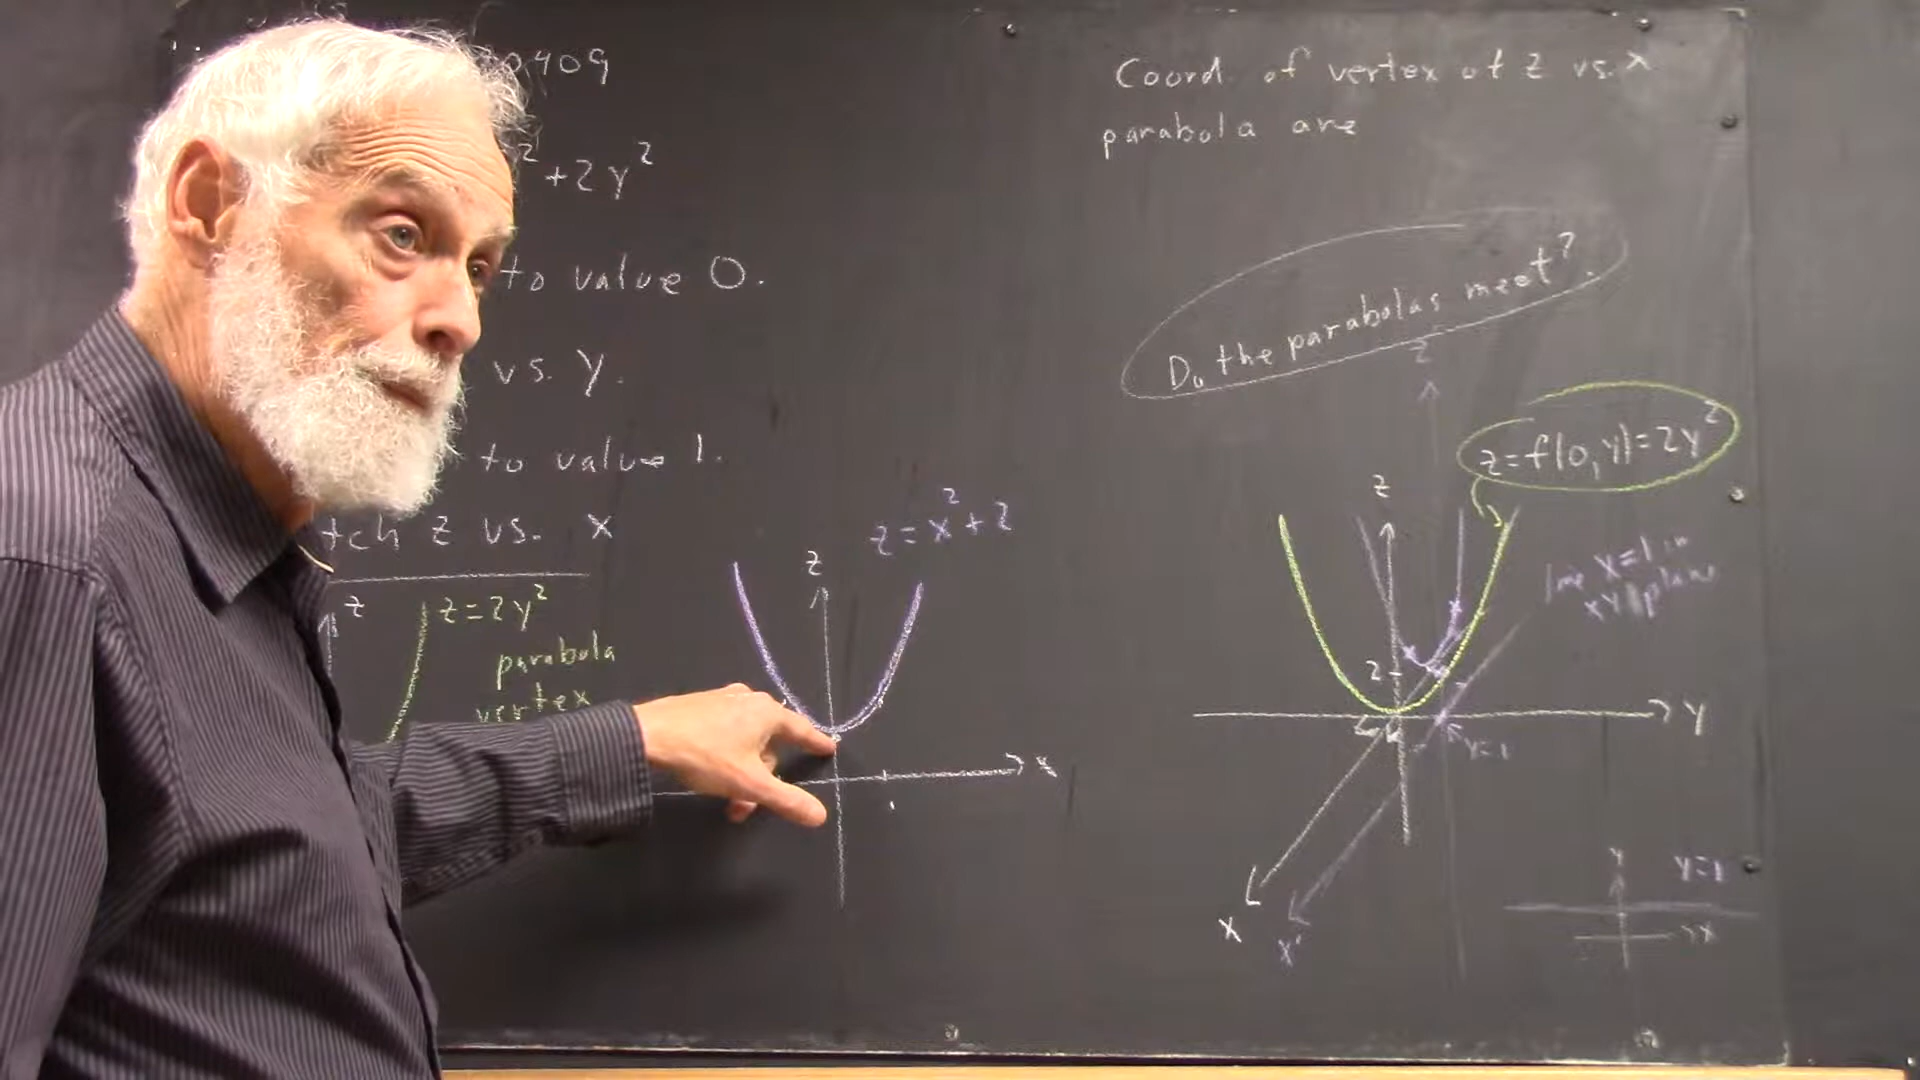 0409
²+2y²
to value 0.
vs. y.
to value 1.
tch z vs. x
z
z=2y²
parabola
vertex
z
z=x²+2
x
Coord. of vertex of z vs. x
parabola are
Do the parabolas meet?
z
z=f(0,y)=2y²
z
line x=1 in
xy plane
2
y
y=1
x
x'
y
y=1
x